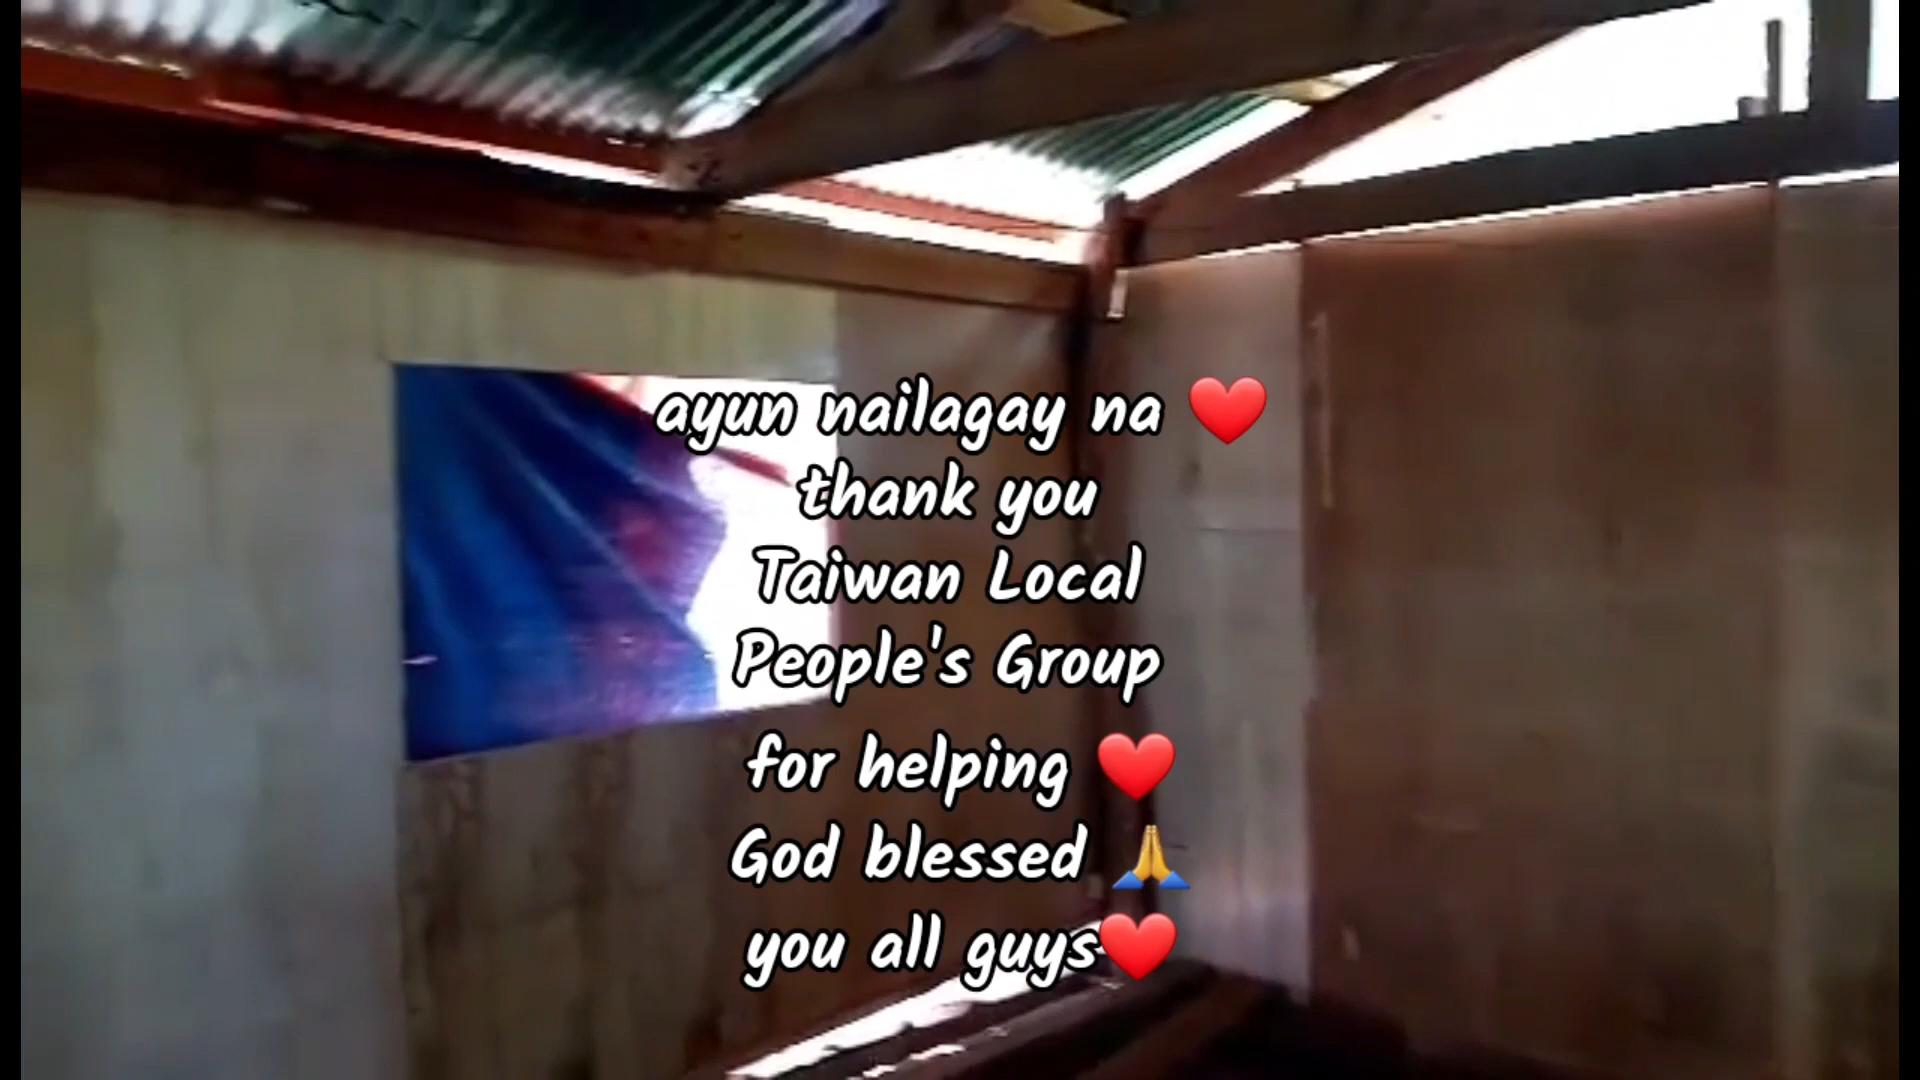 ayun nailagay na ❤️
thank you
Taiwan Local
People's Group
for helping ❤️
God blessed 🙏
you all guys❤️